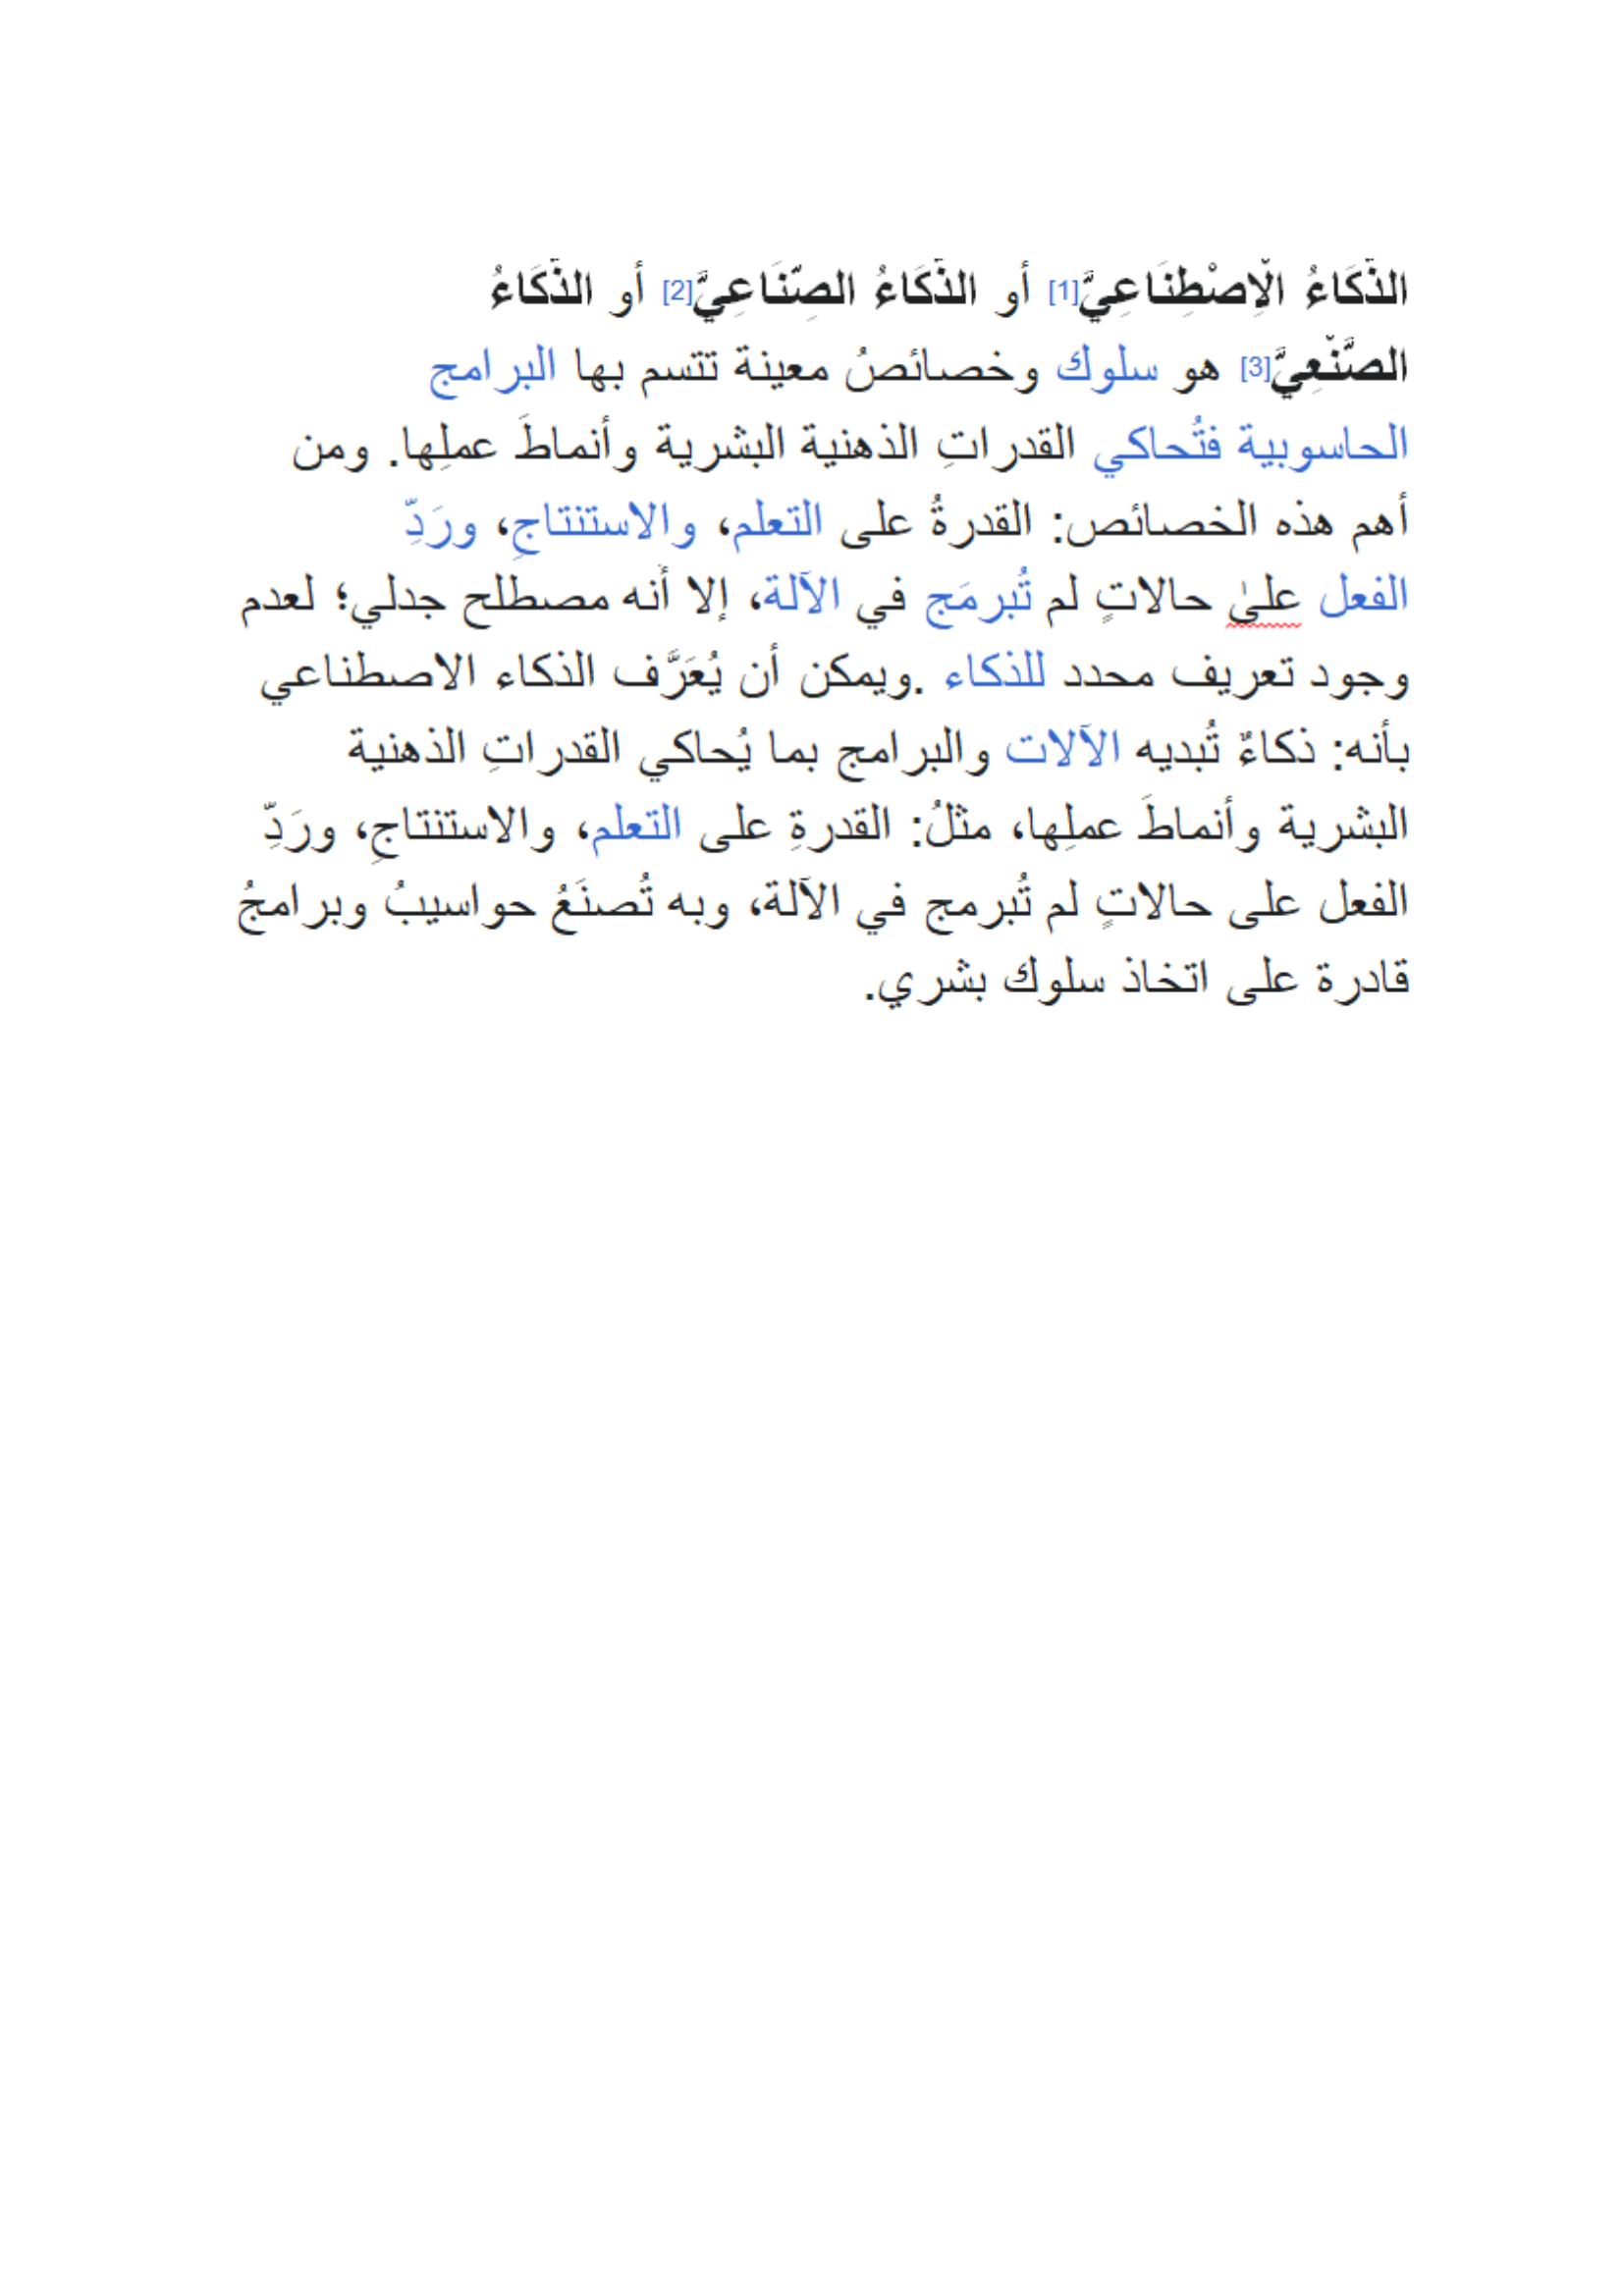 الذَّكَاءُ الْاِصْطِنَاعِيُّ[1] أو الذَّكَاءُ الصِّنَاعِيُّ[2] أو الذَّكَاءُ
الصَّنْعِيُّ[3] هو سلوك وخصائصُ معينة تتسم بها البرامج
الحاسوبية فتُحاكي القدراتِ الذهنية البشرية وأنماطَ عملِها. ومن
أهم هذه الخصائص: القدرةُ على التعلم، والاستنتاجِ، ورَدِّ
الفعل علىٰ حالاتٍ لم تُبرمَج في الآلة، إلا أنه مصطلح جدلي؛ لعدم
وجود تعريف محدد للذكاء .ويمكن أن يُعَرَّف الذكاء الاصطناعي
بأنه: ذكاءٌ تُبديه الآلات والبرامج بما يُحاكي القدراتِ الذهنية
البشرية وأنماطَ عملِها، مثلُ: القدرةِ على التعلم، والاستنتاجِ، ورَدِّ
الفعل على حالاتٍ لم تُبرمج في الآلة، وبه تُصنَعُ حواسيبُ وبرامجُ
قادرة على اتخاذ سلوك بشري.